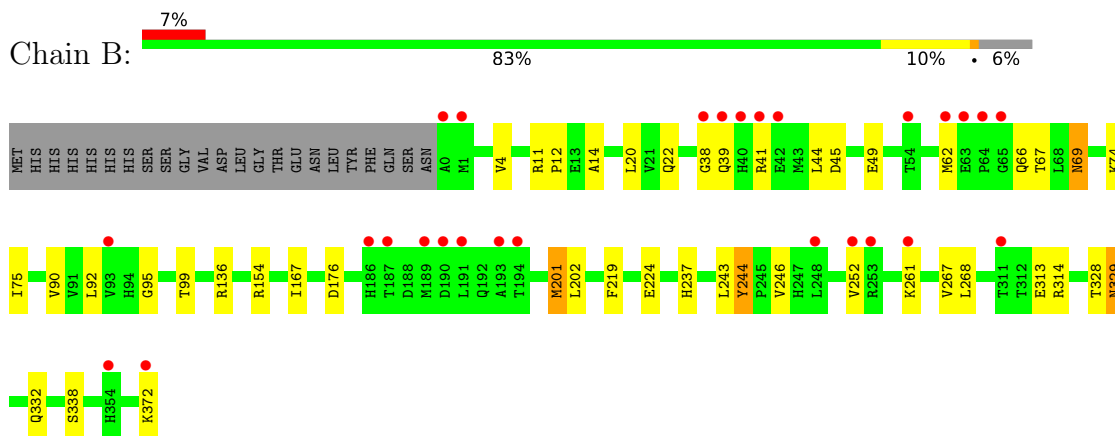 7%
Chain B:
83% 10% • 6%
MET HIS HIS HIS HIS HIS HIS SER SER GLY VAL ASP LEU GLY THR GLU ASN LEU TYR PHE GLN SER ASN A0 M1 V4 R11 P12 E13 A14 L20 V21 Q22 G38 Q39 H40 R41 E42 M43 L44 D45 E49 T54 M62 E63 P64 G65 Q66 T67 L68 N69 K74
I75 V90 V91 L92 V93 H94 G95 T99 R136 R154 I167 D176 H186 T187 D188 M189 D190 L191 Q192 A193 T194 M201 L202 F219 E224 H237 L243 Y244 P245 V246 H247 L248 V252 R253 K261 V267 L268 T311 T312 E313 R314 T328 N329
Q332 S338 H354 K372